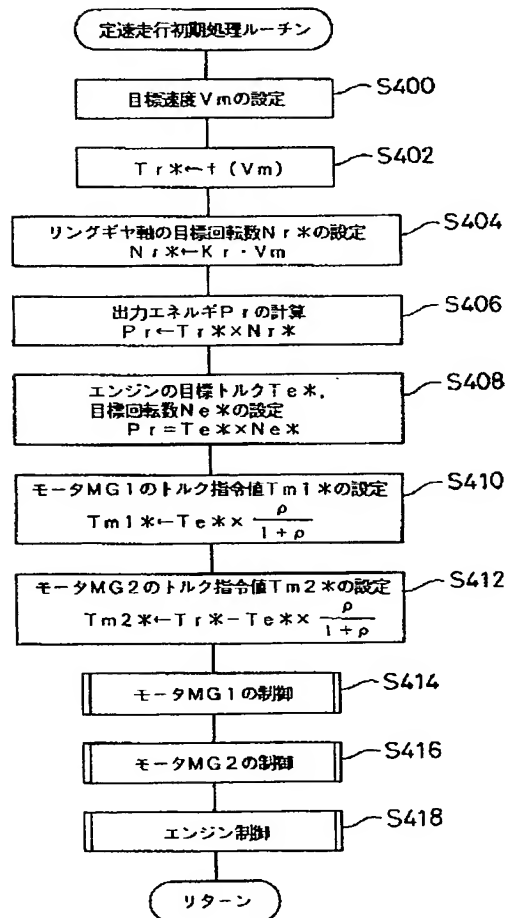 定速走行初期処理ルーチン
目標速度Vmの設定
S400
Tr*←f(Vm)
S402
リングギヤ軸の目標回転数Nr*の設定
Nr*←Kr・Vm
S404
出力エネルギPrの計算
Pr←Tr*×Nr*
S406
エンジンの目標トルクTe*,
目標回転数Ne*の設定
Pr=Te*×Ne*
S408
モータMG1のトルク指令値Tm1*の設定
Tm1*←Te*× ρ/1+ρ
S410
モータMG2のトルク指令値Tm2*の設定
Tm2*←Tr*-Te*× ρ/1+ρ
S412
モータMG1の制御
S414
モータMG2の制御
S416
エンジン制御
S418
リターン